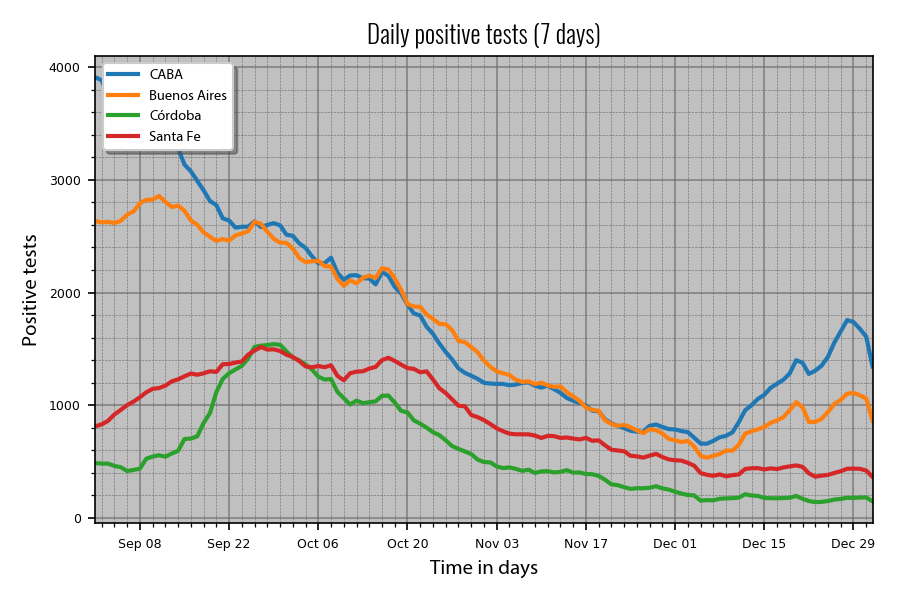 Daily positive tests (7 days)
4000
3000
2000
1000
0
Positive tests
CABA
Buenos Aires
Córdoba
Santa Fe
Sep 08 Sep 22 Oct 06 Oct 20 Nov 03 Nov 17 Dec 01 Dec 15 Dec 29
Time in days